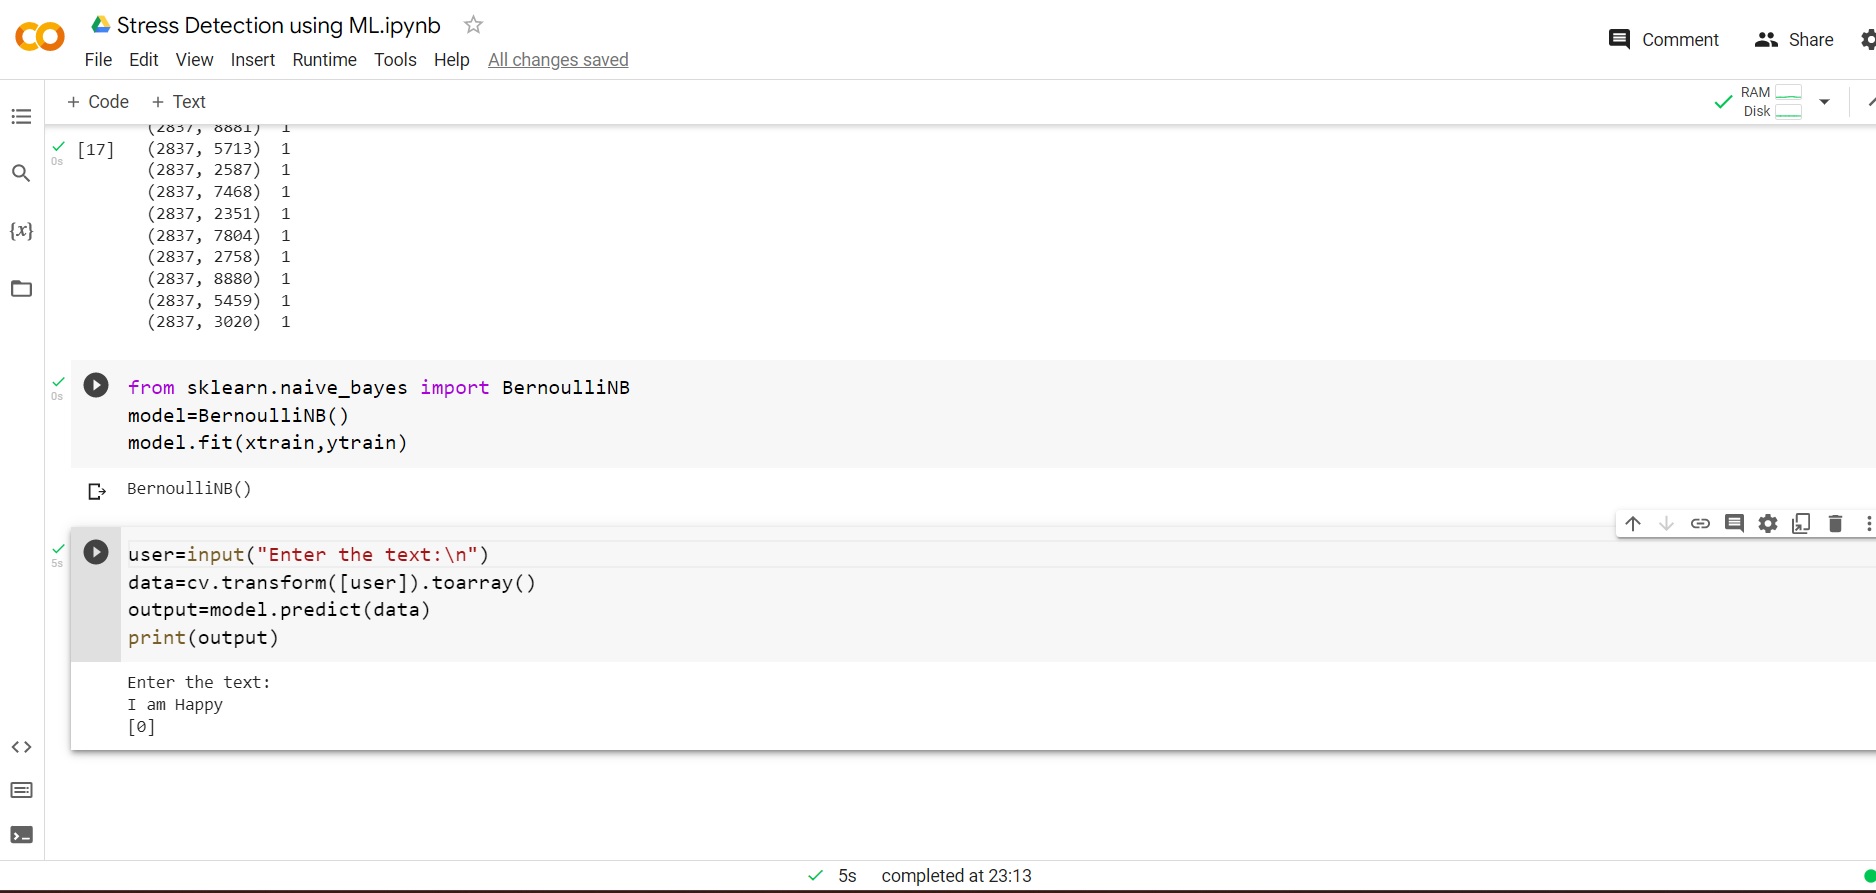 Stress Detection using ML.ipynb
File Edit View Insert Runtime Tools Help All changes saved
Comment Share
+ Code + Text
RAM
Disk
(2837, 8881) 1
[17] (2837, 5713) 1
0s
(2837, 2587) 1
(2837, 7468) 1
(2837, 2351) 1
(2837, 7804) 1
(2837, 2758) 1
(2837, 8880) 1
(2837, 5459) 1
(2837, 3020) 1
{x}
0s
from sklearn.naive_bayes import BernoulliNB
model=BernoulliNB()
model.fit(xtrain,ytrain)
BernoulliNB()
5s
user=input("Enter the text:\n")
data=cv.transform([user]).toarray()
output=model.predict(data)
print(output)
Enter the text:
I am Happy
[0]
5s completed at 23:13